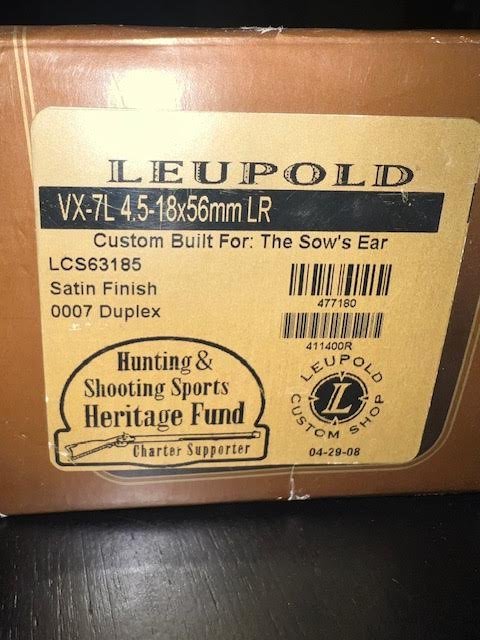 LEUPOLD
VX-7L 4.5-18x56mm LR
Custom Built For: The Sow's Ear
LCS63185
Satin Finish
0007 Duplex
477180
411400R
Hunting &
Shooting Sports
Heritage Fund
Charter Supporter
LEUPOLD
L
CUSTOM SHOP
04-29-08